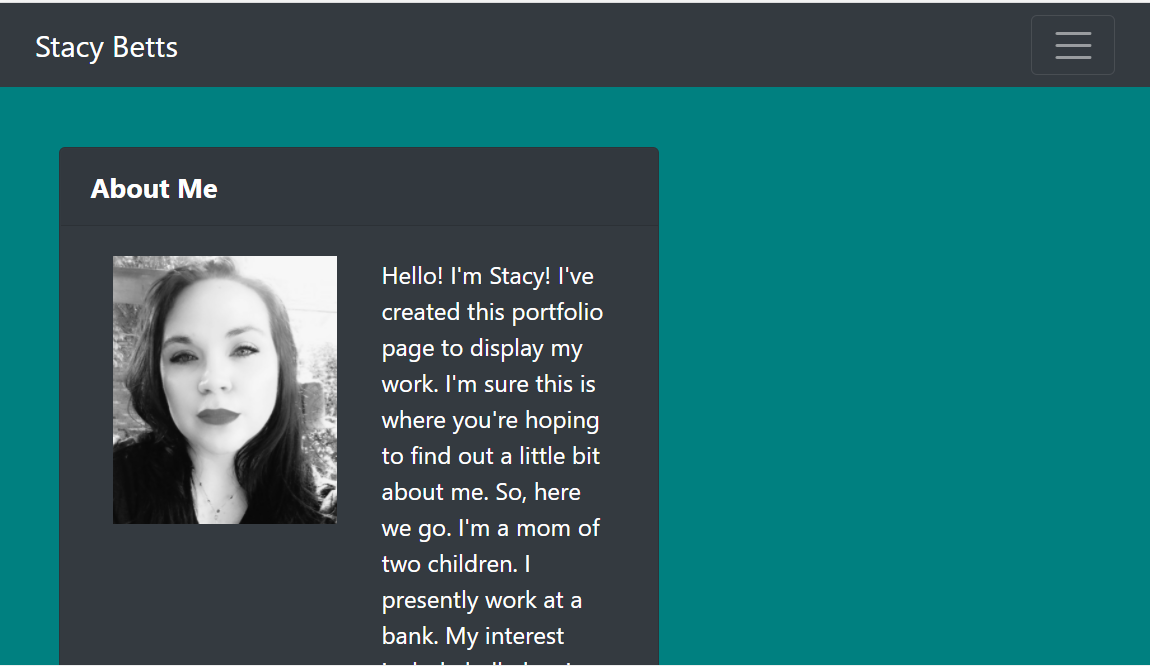 Stacy Betts
About Me
Hello! I'm Stacy! I've
created this portfolio
page to display my
work. I'm sure this is
where you're hoping
to find out a little bit
about me. So, here
we go. I'm a mom of
two children. I
presently work at a
bank. My interest